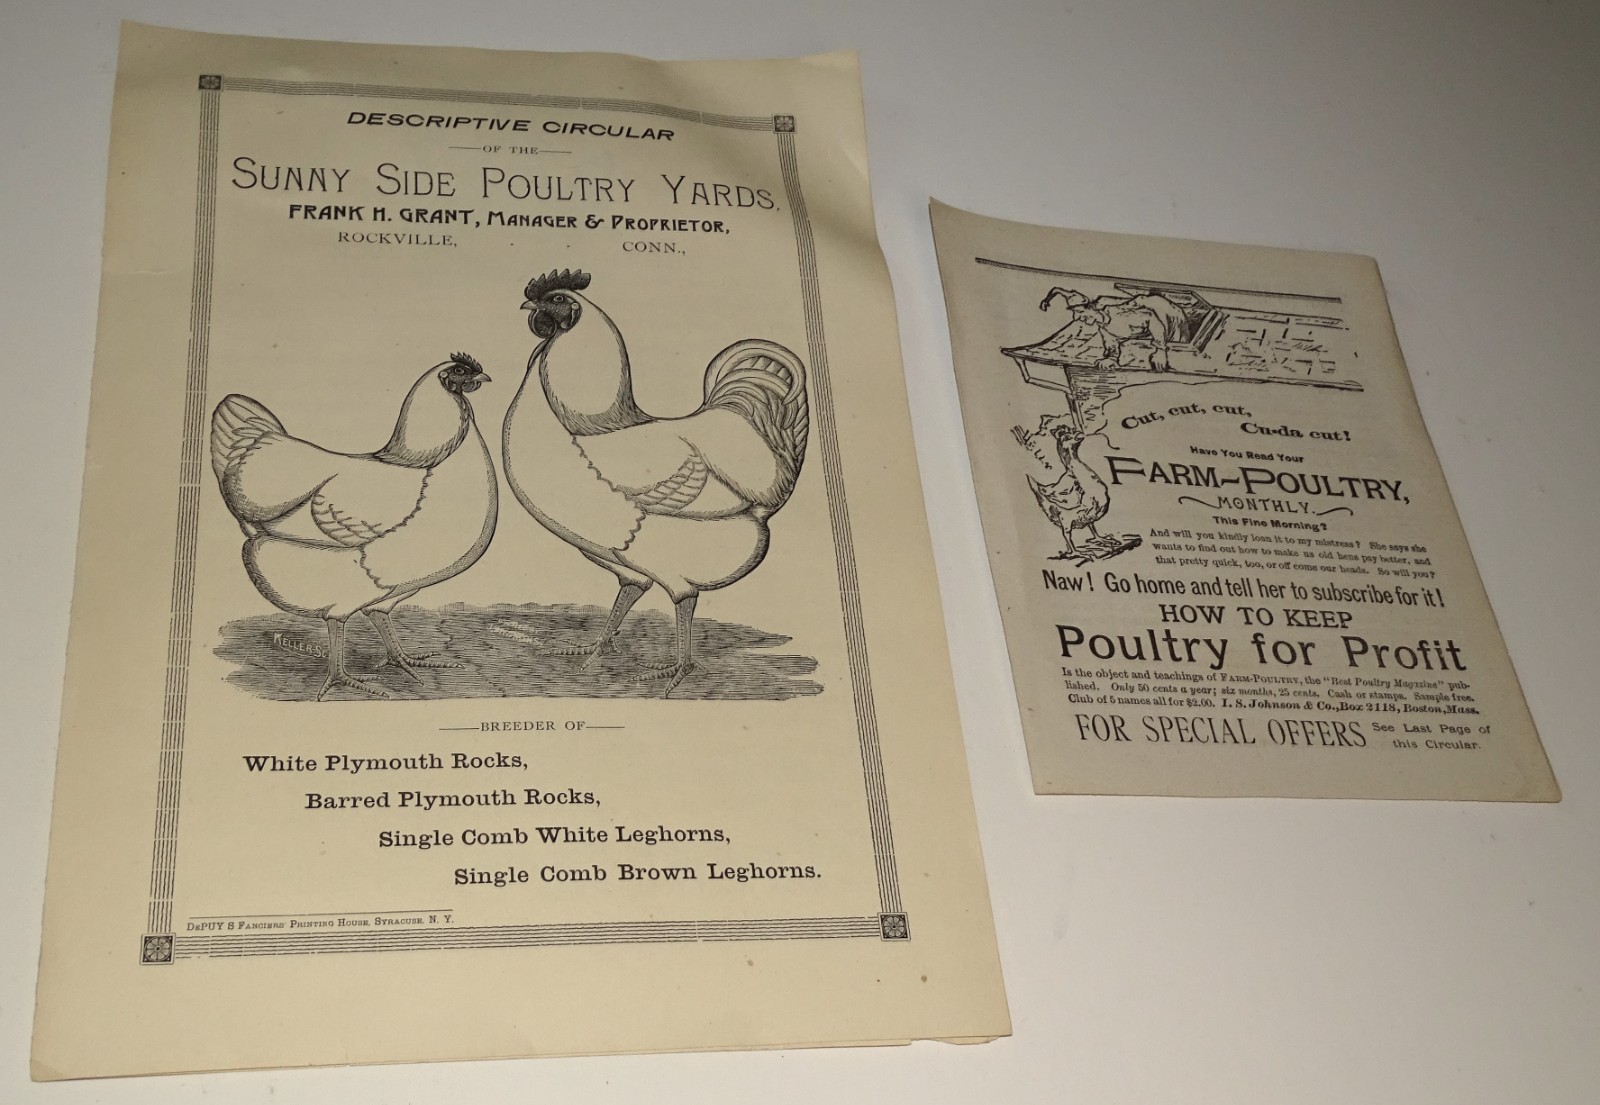 DESCRIPTIVE CIRCULAR
OF THE
SUNNY SIDE POULTRY YARDS.
FRANK H. GRANT, MANAGER & PROPRIETOR,
ROCKVILLE, CONN.,
KELLER-SC
BREEDER OF
White Plymouth Rocks,
Barred Plymouth Rocks,
Single Comb White Leghorns,
Single Comb Brown Leghorns.
DEPUY S FANCIERS PRINTING HOUSE, SYRACUSE, N. Y.
Cut, cut, cut,
Cu-da cut!
Have You Read Your
FARM-POULTRY,
MONTHLY.
This Fine Morning?
And will you kindly loan it to my mistress? She says she
wants to find out how to make us old hens pay better, and
that pretty quick, too, or off come our heads. So will you?
Naw! Go home and tell her to subscribe for it!
HOW TO KEEP
Poultry for Profit
Is the object and teachings of FARM-POULTRY, the "Best Poultry Magazine" pub-
lished. Only 50 cents a year; six months, 25 cents. Cash or stamps. Sample free.
Club of 5 names all for $2.00. I. S. Johnson & Co., Box 2118, Boston, Mass.
FOR SPECIAL OFFERS See Last Page of
this Circular.